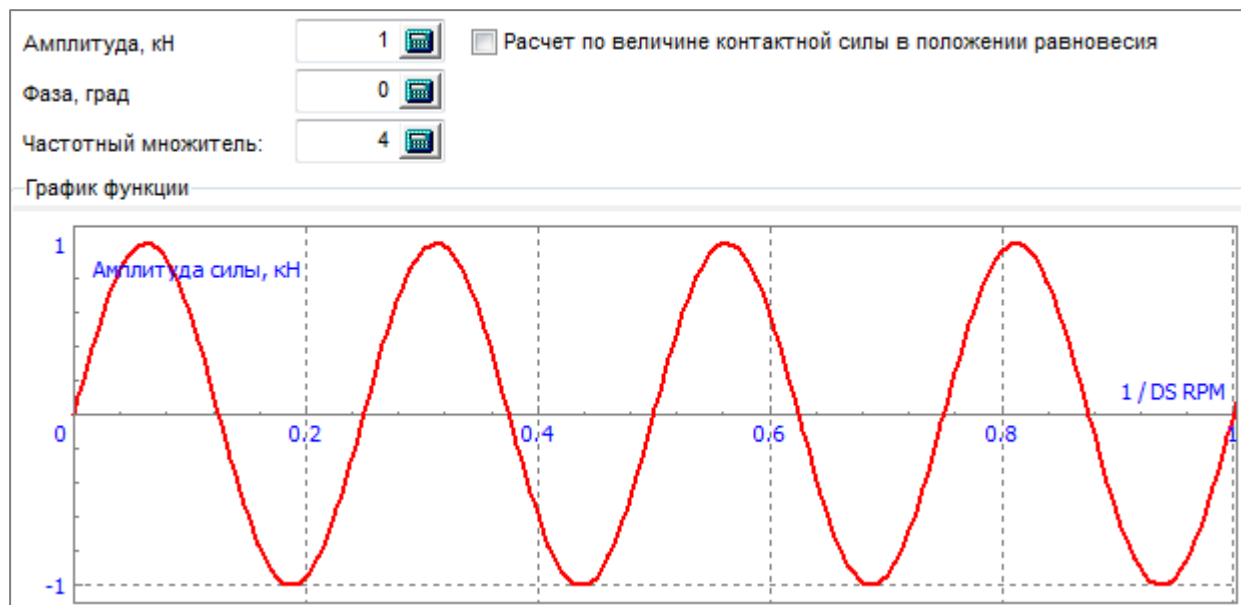 Амплитуда, кН 1 Расчет по величине контактной силы в положении равновесия
Фаза, град 0
Частотный множитель: 4
График функции
1
Амплитуда силы, кН
1 / DS RPM
0 0.2 0.4 0.6 0.8 1
-1